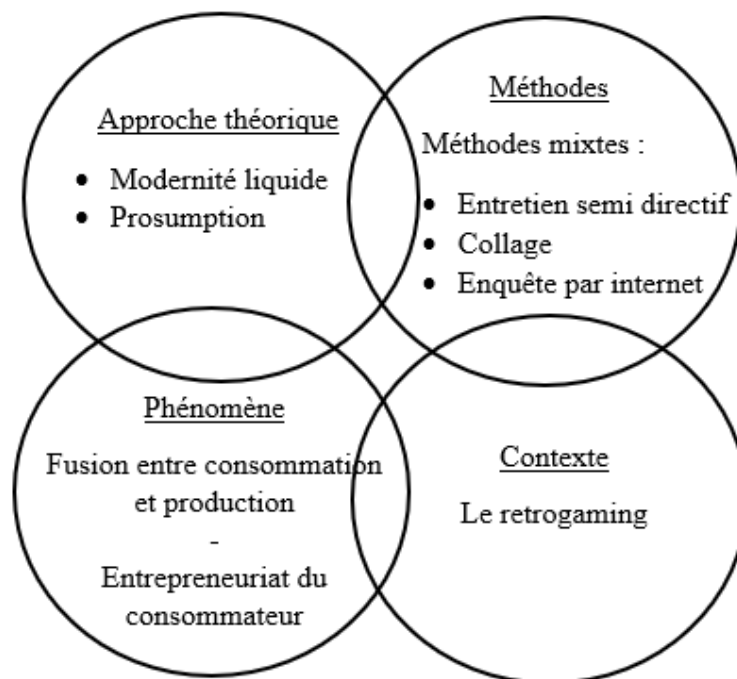 Approche théorique
• Modernité liquide
• Prosumption
Méthodes
Méthodes mixtes :
• Entretien semi directif
• Collage
• Enquête par internet
Phénomène
Fusion entre consommation
et production
-
Entrepreneuriat du
consommateur
Contexte
Le retrogaming